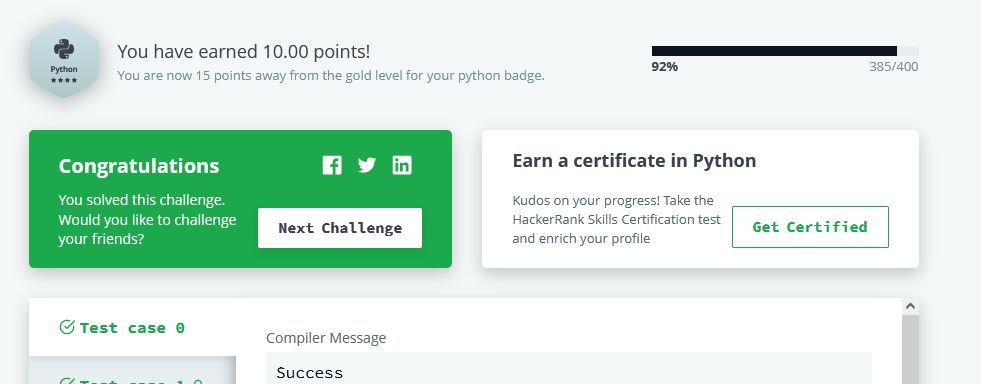 Python
You have earned 10.00 points!
You are now 15 points away from the gold level for your python badge.
92%
385/400
Congratulations
You solved this challenge.
Would you like to challenge
your friends?
Next Challenge
Earn a certificate in Python
Kudos on your progress! Take the
HackerRank Skills Certification test
and enrich your profile
Get Certified
Test case 0
Compiler Message
Success
Test case 1